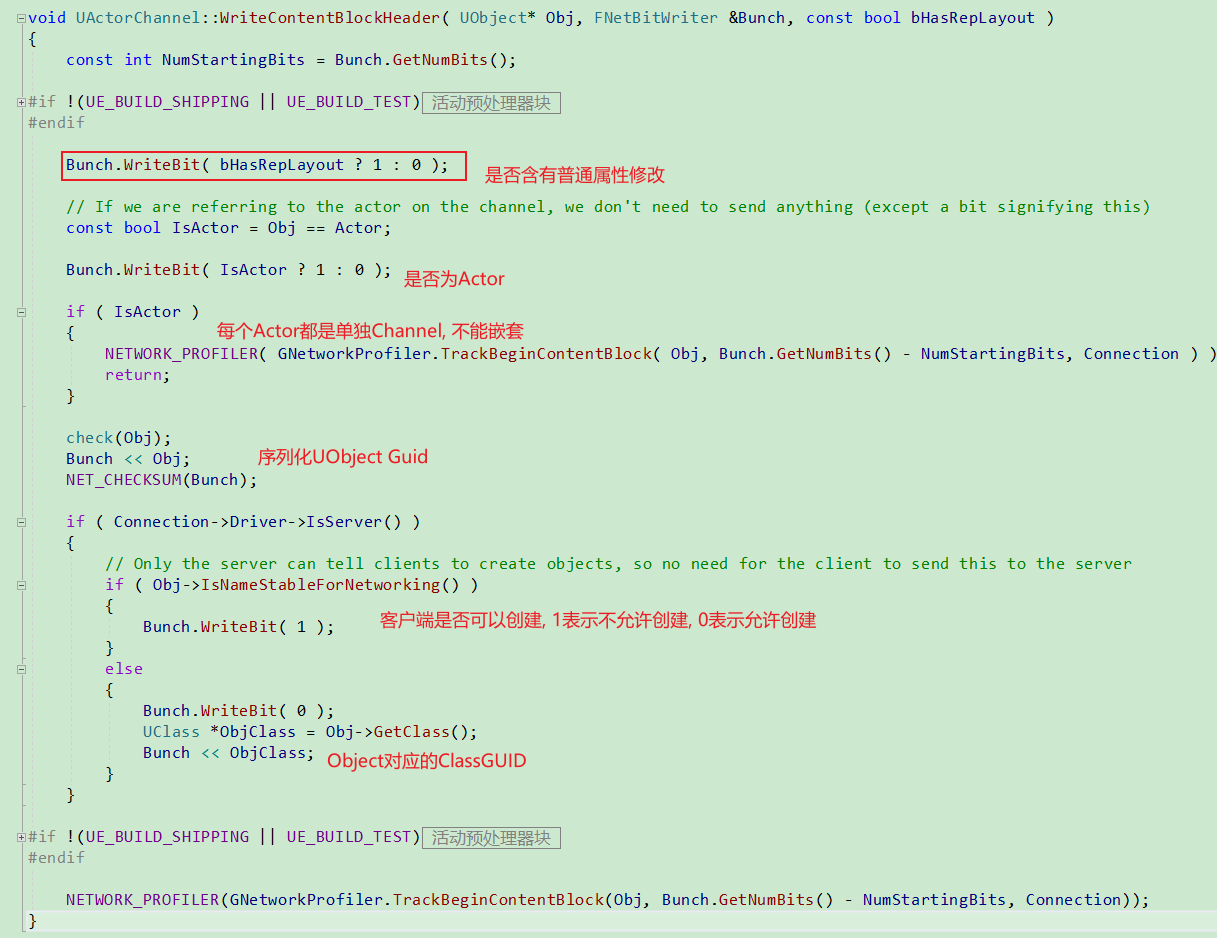 void UActorChannel::WriteContentBlockHeader( UObject* Obj, FNetBitWriter &Bunch, const bool bHasRepLayout )
{
const int NumStartingBits = Bunch.GetNumBits();
#if !(UE_BUILD_SHIPPING || UE_BUILD_TEST) 活动预处理器块
#endif
Bunch.WriteBit( bHasRepLayout ? 1 : 0 ); 是否含有普通属性修改
// If we are referring to the actor on the channel, we don't need to send anything (except a bit signifying this)
const bool IsActor = Obj == Actor;
Bunch.WriteBit( IsActor ? 1 : 0 ); 是否为Actor
if ( IsActor )
{ 每个Actor都是单独Channel, 不能嵌套
NETWORK_PROFILER( GNetworkProfiler.TrackBeginContentBlock( Obj, Bunch.GetNumBits() - NumStartingBits, Connection ) )
return;
}
check(Obj);
Bunch << Obj; 序列化UObject Guid
NET_CHECKSUM(Bunch);
if ( Connection->Driver->IsServer() )
{
// Only the server can tell clients to create objects, so no need for the client to send this to the server
if ( Obj->IsNameStableForNetworking() )
{
Bunch.WriteBit( 1 ); 客户端是否可以创建, 1表示不允许创建, 0表示允许创建
}
else
{
Bunch.WriteBit( 0 );
UClass *ObjClass = Obj->GetClass();
Bunch << ObjClass; Object对应的ClassGUID
}
}
#if !(UE_BUILD_SHIPPING || UE_BUILD_TEST) 活动预处理器块
#endif
NETWORK_PROFILER(GNetworkProfiler.TrackBeginContentBlock(Obj, Bunch.GetNumBits() - NumStartingBits, Connection));
}